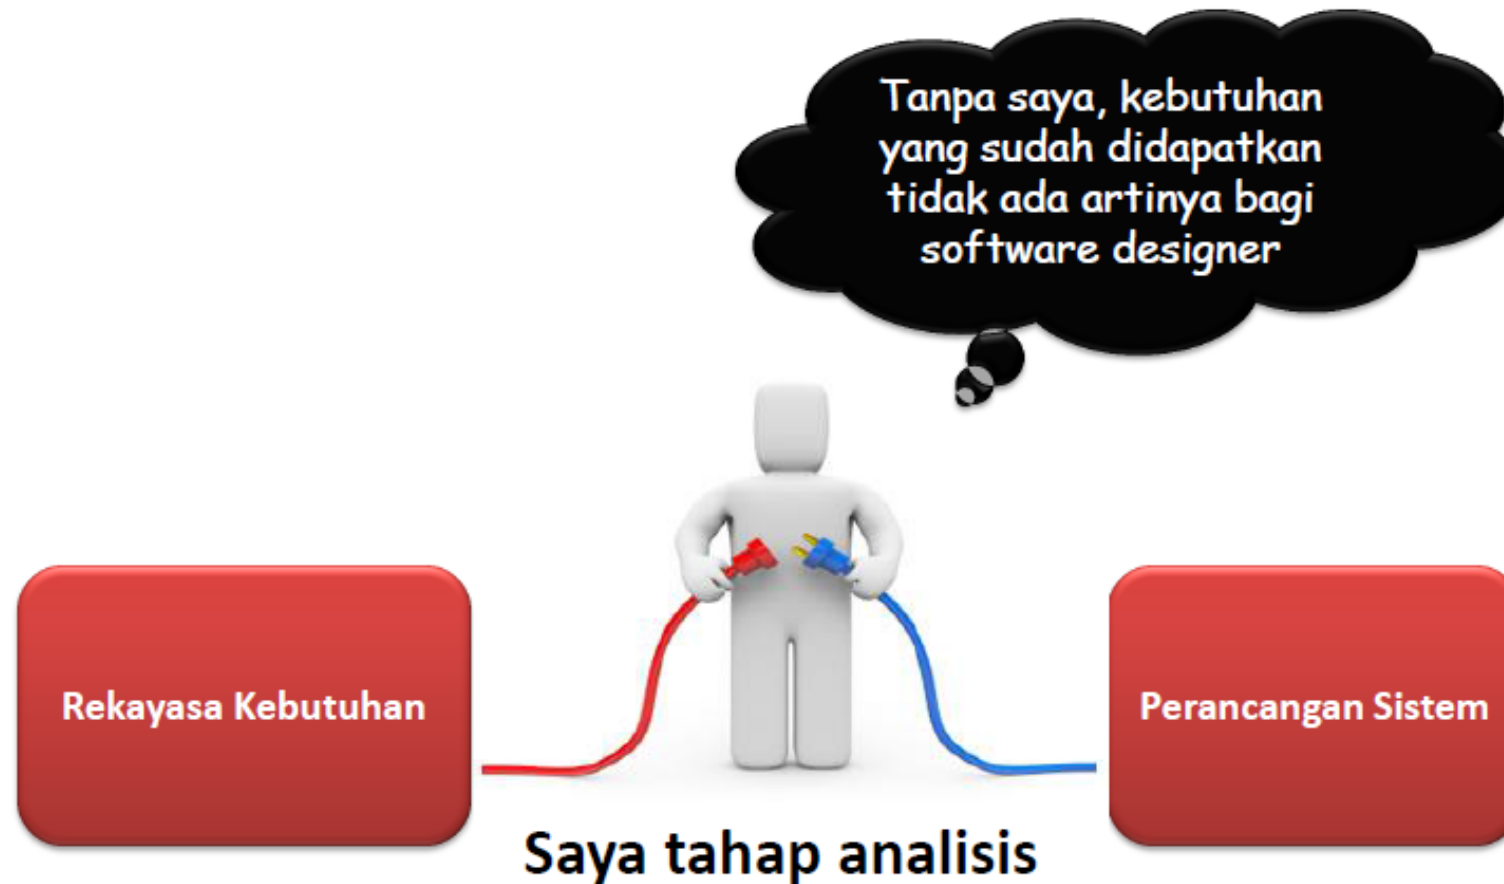 Tanpa saya, kebutuhan
yang sudah didapatkan
tidak ada artinya bagi
software designer
Rekayasa Kebutuhan
Perancangan Sistem
Saya tahap analisis